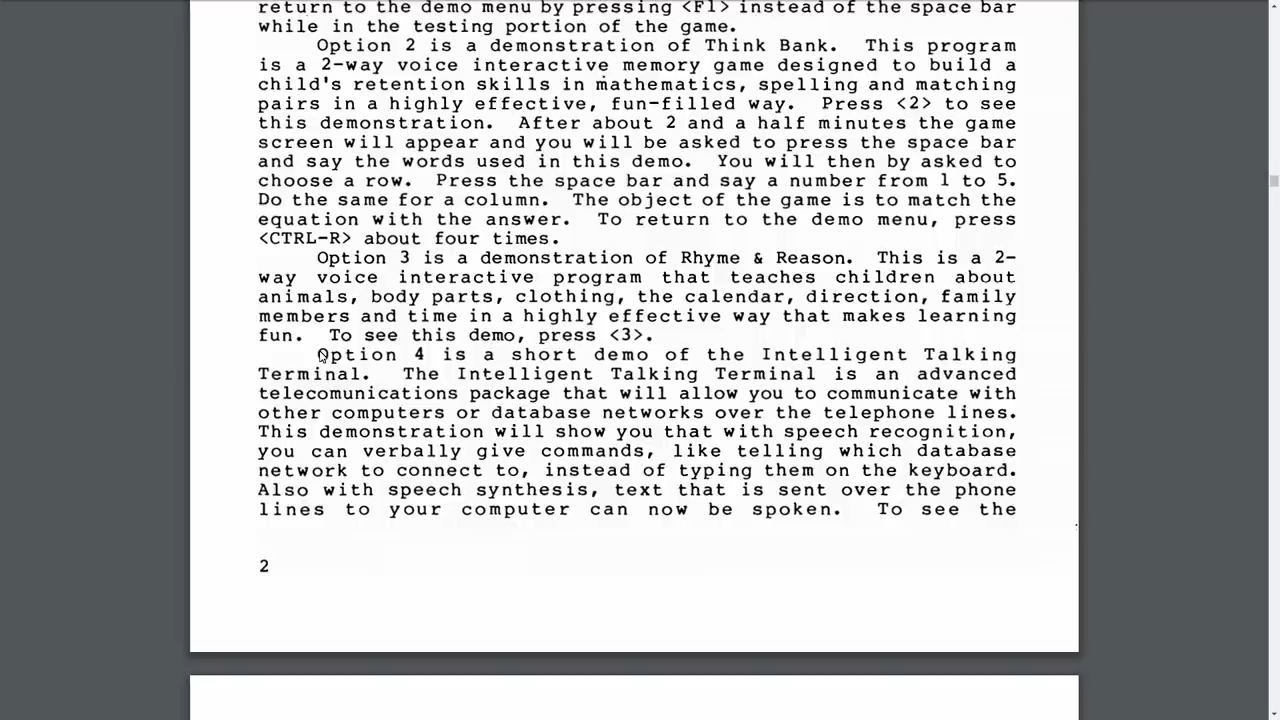 return to the demo menu by pressing <F1> instead of the space bar
while in the testing portion of the game.
Option 2 is a demonstration of Think Bank. This program
is a 2-way voice interactive memory game designed to build a
child's retention skills in mathematics, spelling and matching
pairs in a highly effective, fun-filled way. Press <2> to see
this demonstration. After about 2 and a half minutes the game
screen will appear and you will be asked to press the space bar
and say the words used in this demo. You will then by asked to
choose a row. Press the space bar and say a number from 1 to 5.
Do the same for a column. The object of the game is to match the
equation with the answer. To return to the demo menu, press
<CTRL-R> about four times.
Option 3 is a demonstration of Rhyme & Reason. This is a 2-
way voice interactive program that teaches children about
animals, body parts, clothing, the calendar, direction, family
members and time in a highly effective way that makes learning
fun. To see this demo, press <3>.
Option 4 is a short demo of the Intelligent Talking
Terminal. The Intelligent Talking Terminal is an advanced
telecomunications package that will allow you to communicate with
other computers or database networks over the telephone lines.
This demonstration will show you that with speech recognition,
you can verbally give commands, like telling which database
network to connect to, instead of typing them on the keyboard.
Also with speech synthesis, text that is sent over the phone
lines to your computer can now be spoken. To see the
2